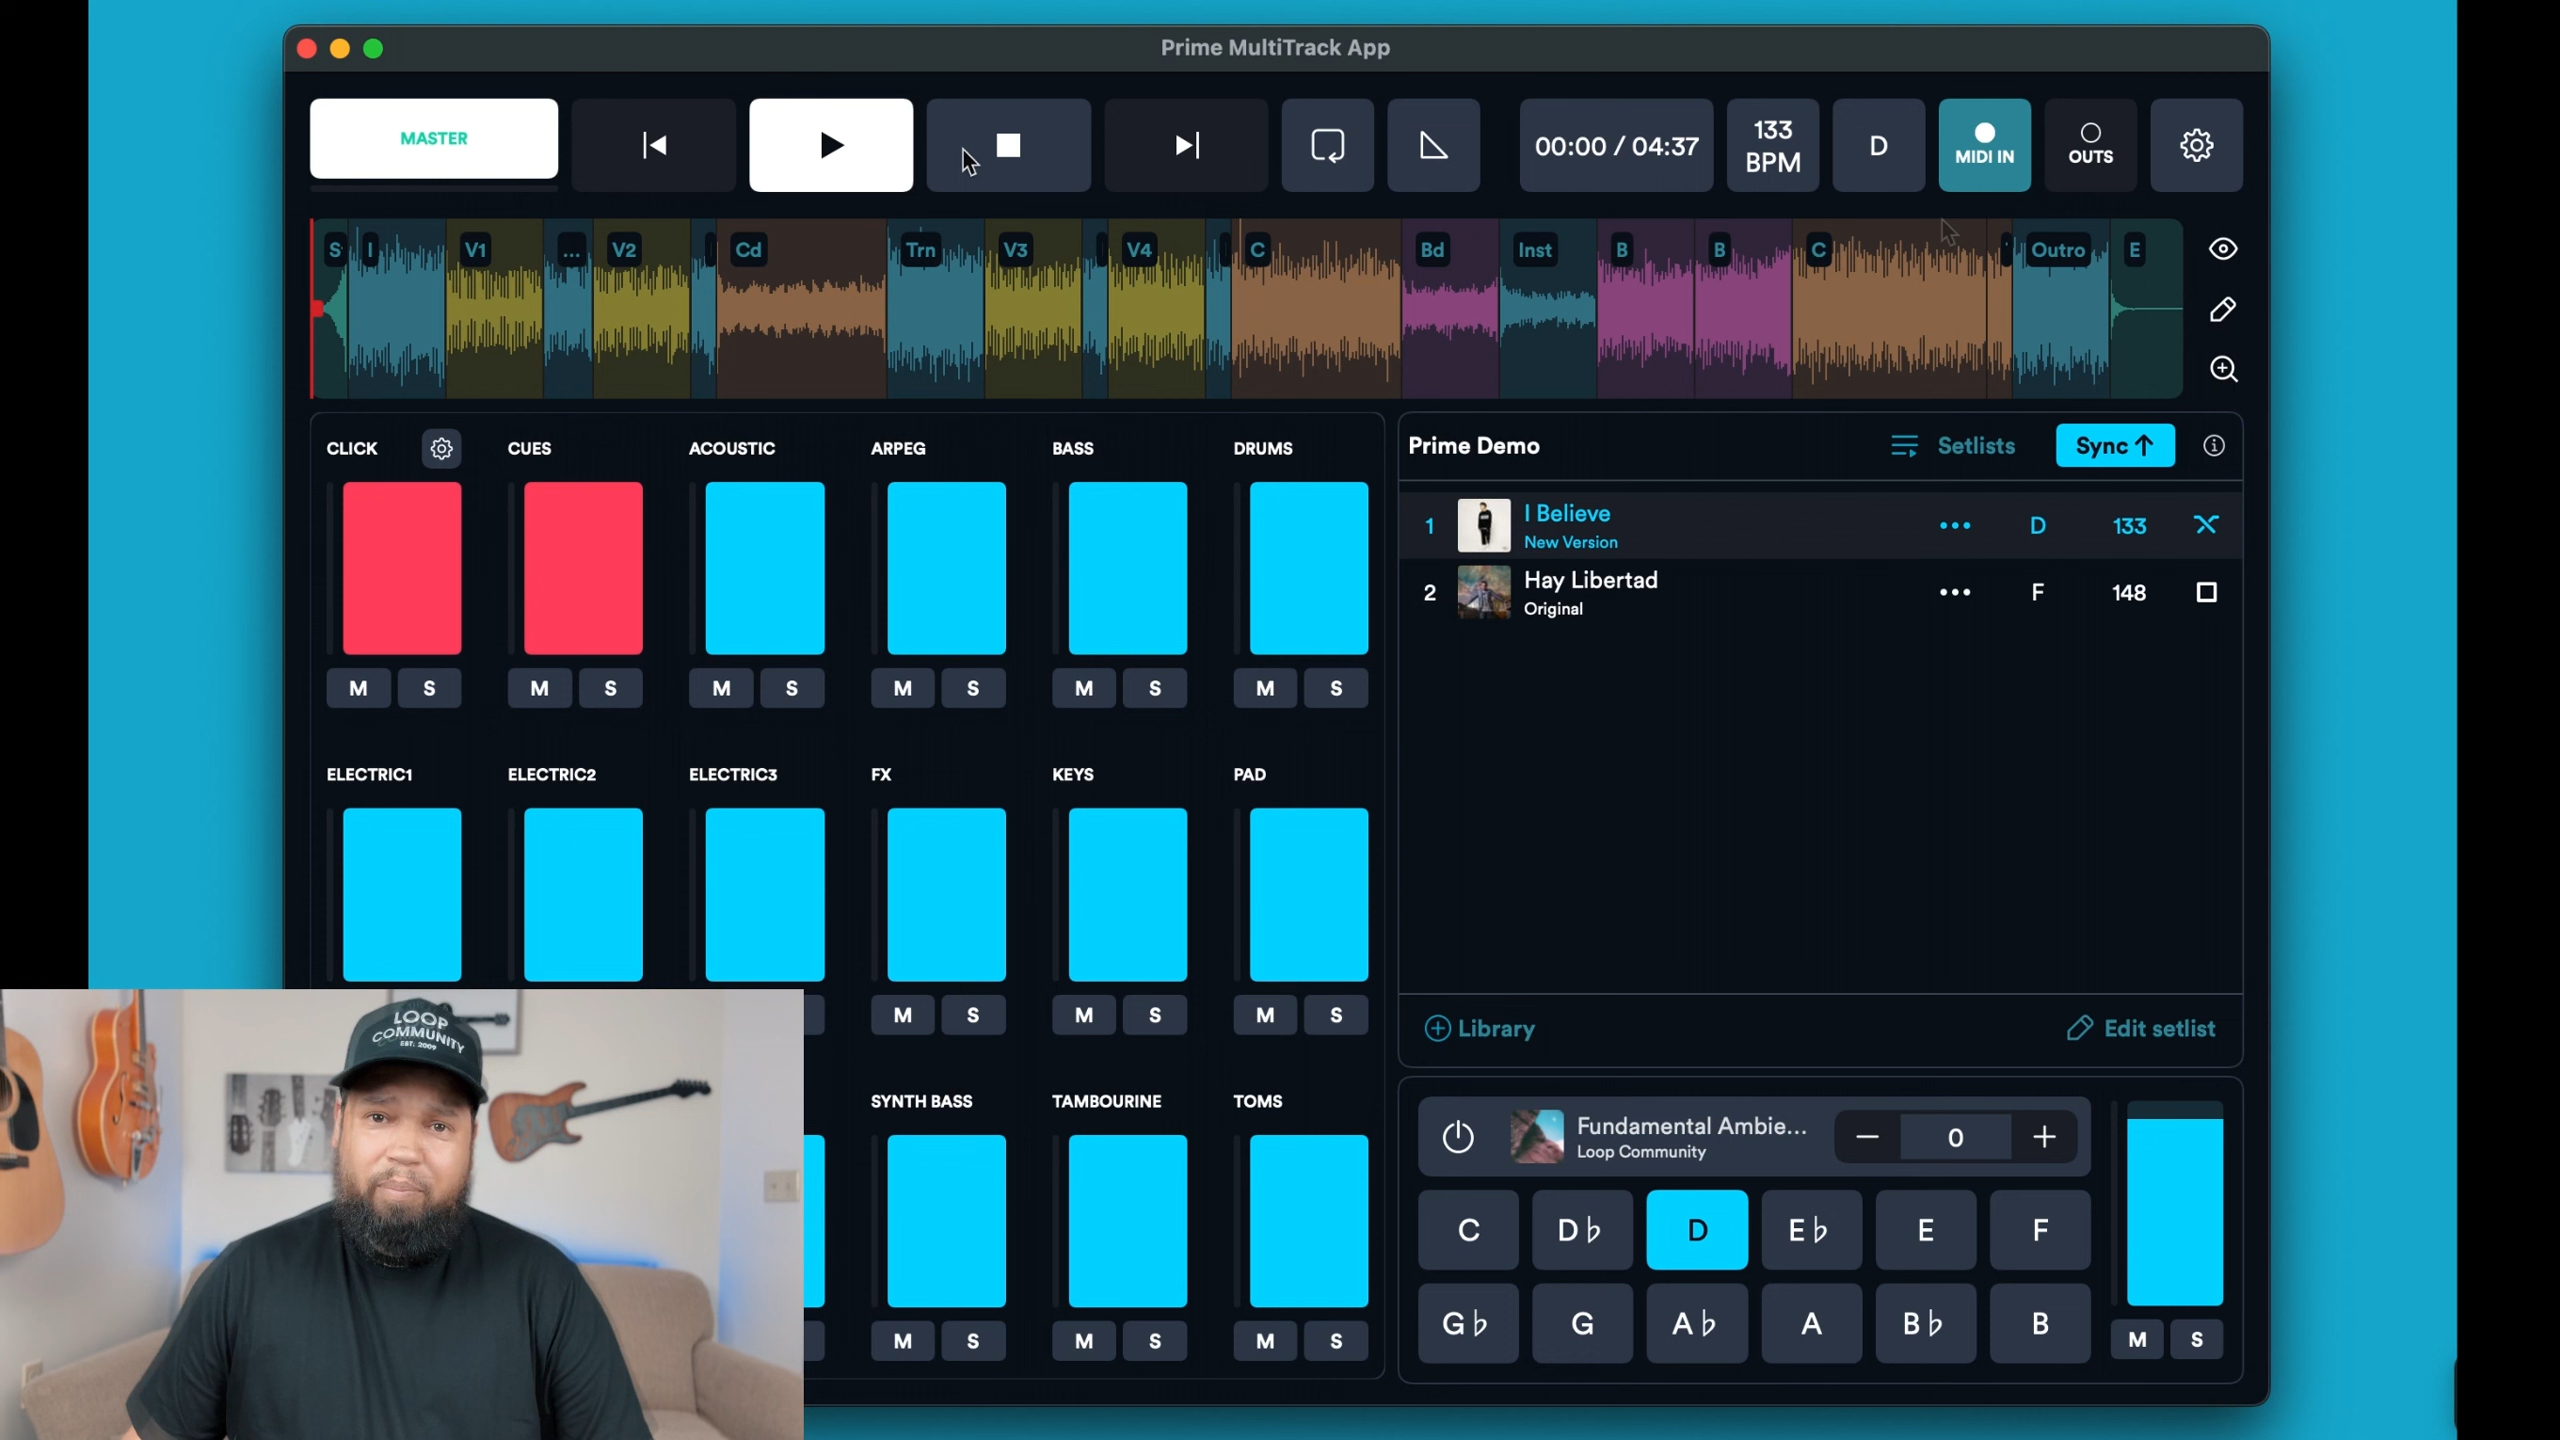 Prime MultiTrack App
MASTER
00:00 / 04:37
133
BPM
D
MIDI IN
OUTS
S
I
V1
...
V2
Cd
Trn
V3
V4
C
Bd
Inst
B
B
C
Outro
E
CLICK
CUES
ACOUSTIC
ARPEG
BASS
DRUMS
M S
M S
M S
M S
M S
M S
ELECTRIC1
ELECTRIC2
ELECTRIC3
FX
KEYS
PAD
M S
M S
M S
SYNTH BASS
TAMBOURINE
TOMS
M S
M S
M S
Prime Demo
Setlists
Sync
1
I Believe
New Version
D
133
2
Hay Libertad
Original
F
148
Library
Edit setlist
Fundamental Ambie...
Loop Community
0
C
D♭
D
E♭
E
F
G♭
G
A♭
A
B♭
B
M S
LOOP
COMMUNITY
EST. 2009